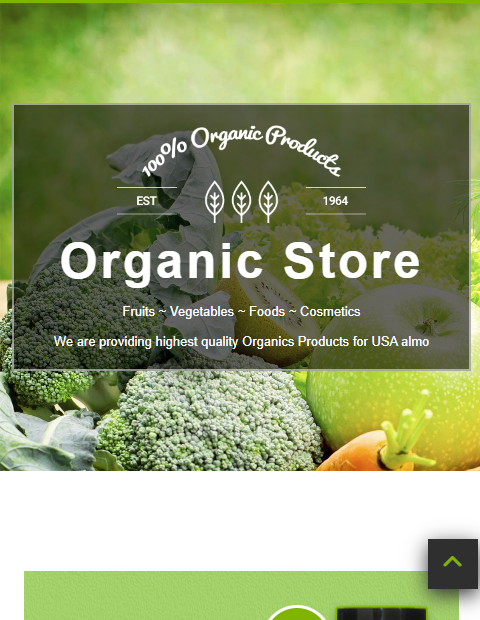 100% Organic Products
EST
1964
Organic Store
Fruits ~ Vegetables ~ Foods ~ Cosmetics
We are providing highest quality Organics Products for USA almo